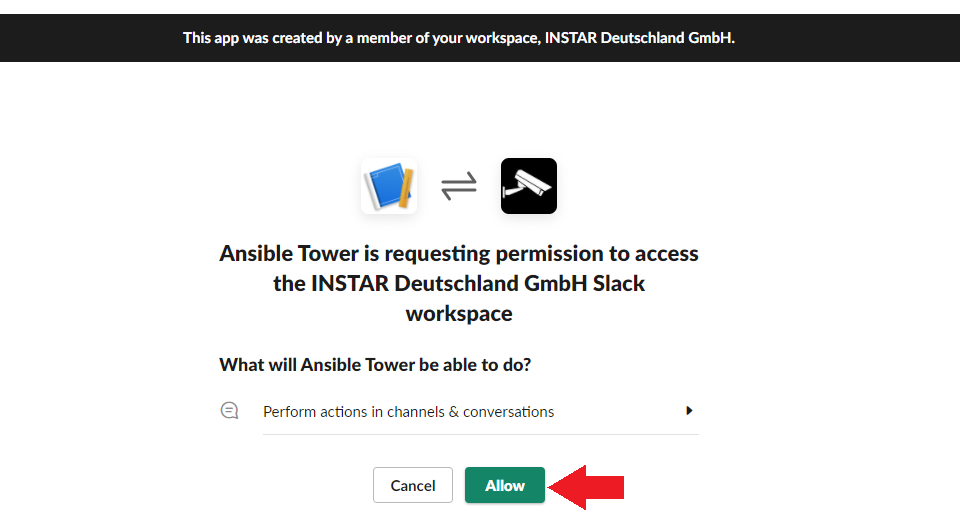 This app was created by a member of your workspace, INSTAR Deutschland GmbH.
Ansible Tower is requesting permission to access
the INSTAR Deutschland GmbH Slack
workspace
What will Ansible Tower be able to do?
Perform actions in channels & conversations
Cancel
Allow